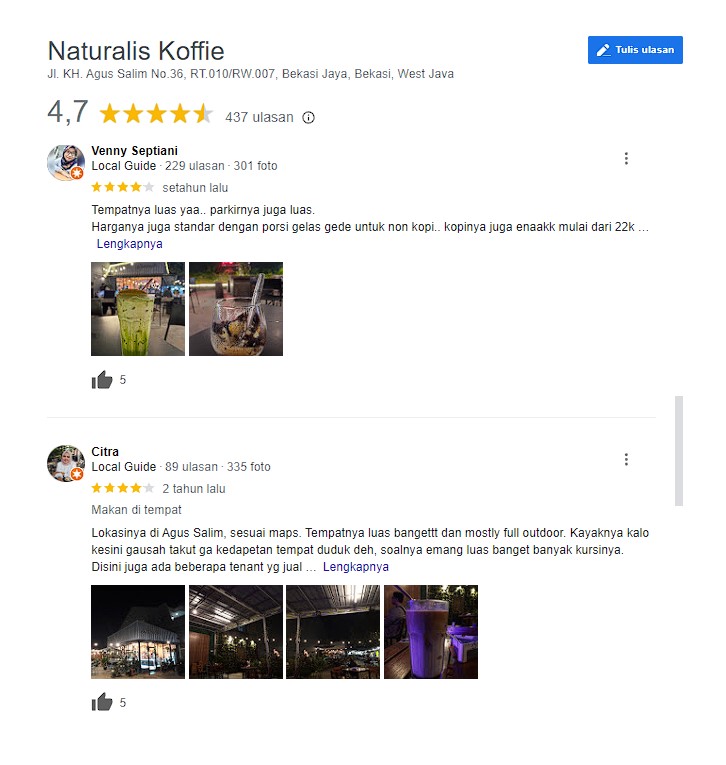 Naturalis Koffie
Tulis ulasan
Jl. KH. Agus Salim No.36, RT.010/RW.007, Bekasi Jaya, Bekasi, West Java
4,7 437 ulasan
Venny Septiani
Local Guide · 229 ulasan · 301 foto
setahun lalu
Tempatnya luas yaa.. parkirnya juga luas.
Harganya juga standar dengan porsi gelas gede untuk non kopi.. kopinya juga enaakk mulai dari 22k ...
Lengkapnya
5
Citra
Local Guide · 89 ulasan · 335 foto
2 tahun lalu
Makan di tempat
Lokasinya di Agus Salim, sesuai maps. Tempatnya luas bangettt dan mostly full outdoor. Kayaknya kalo
kesini gausah takut ga kedapetan tempat duduk deh, soalnya emang luas banget banyak kursinya.
Disini juga ada beberapa tenant yg jual ... Lengkapnya
5